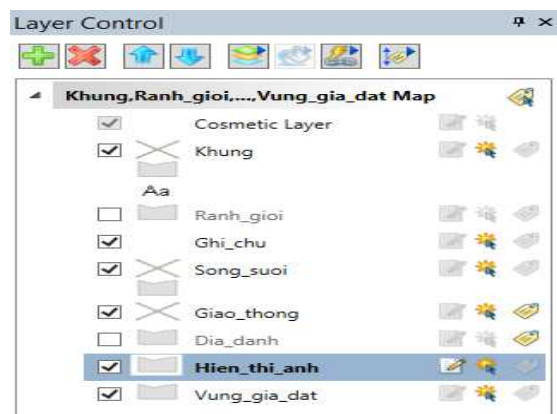 Layer Control
Khung,Ranh_gioi,...,Vung_gia_dat Map
Cosmetic Layer
Khung
Aa
Ranh_gioi
Ghi_chu
Song_suoi
Giao_thong
Dia_danh
Hien_thi_anh
Vung_gia_dat